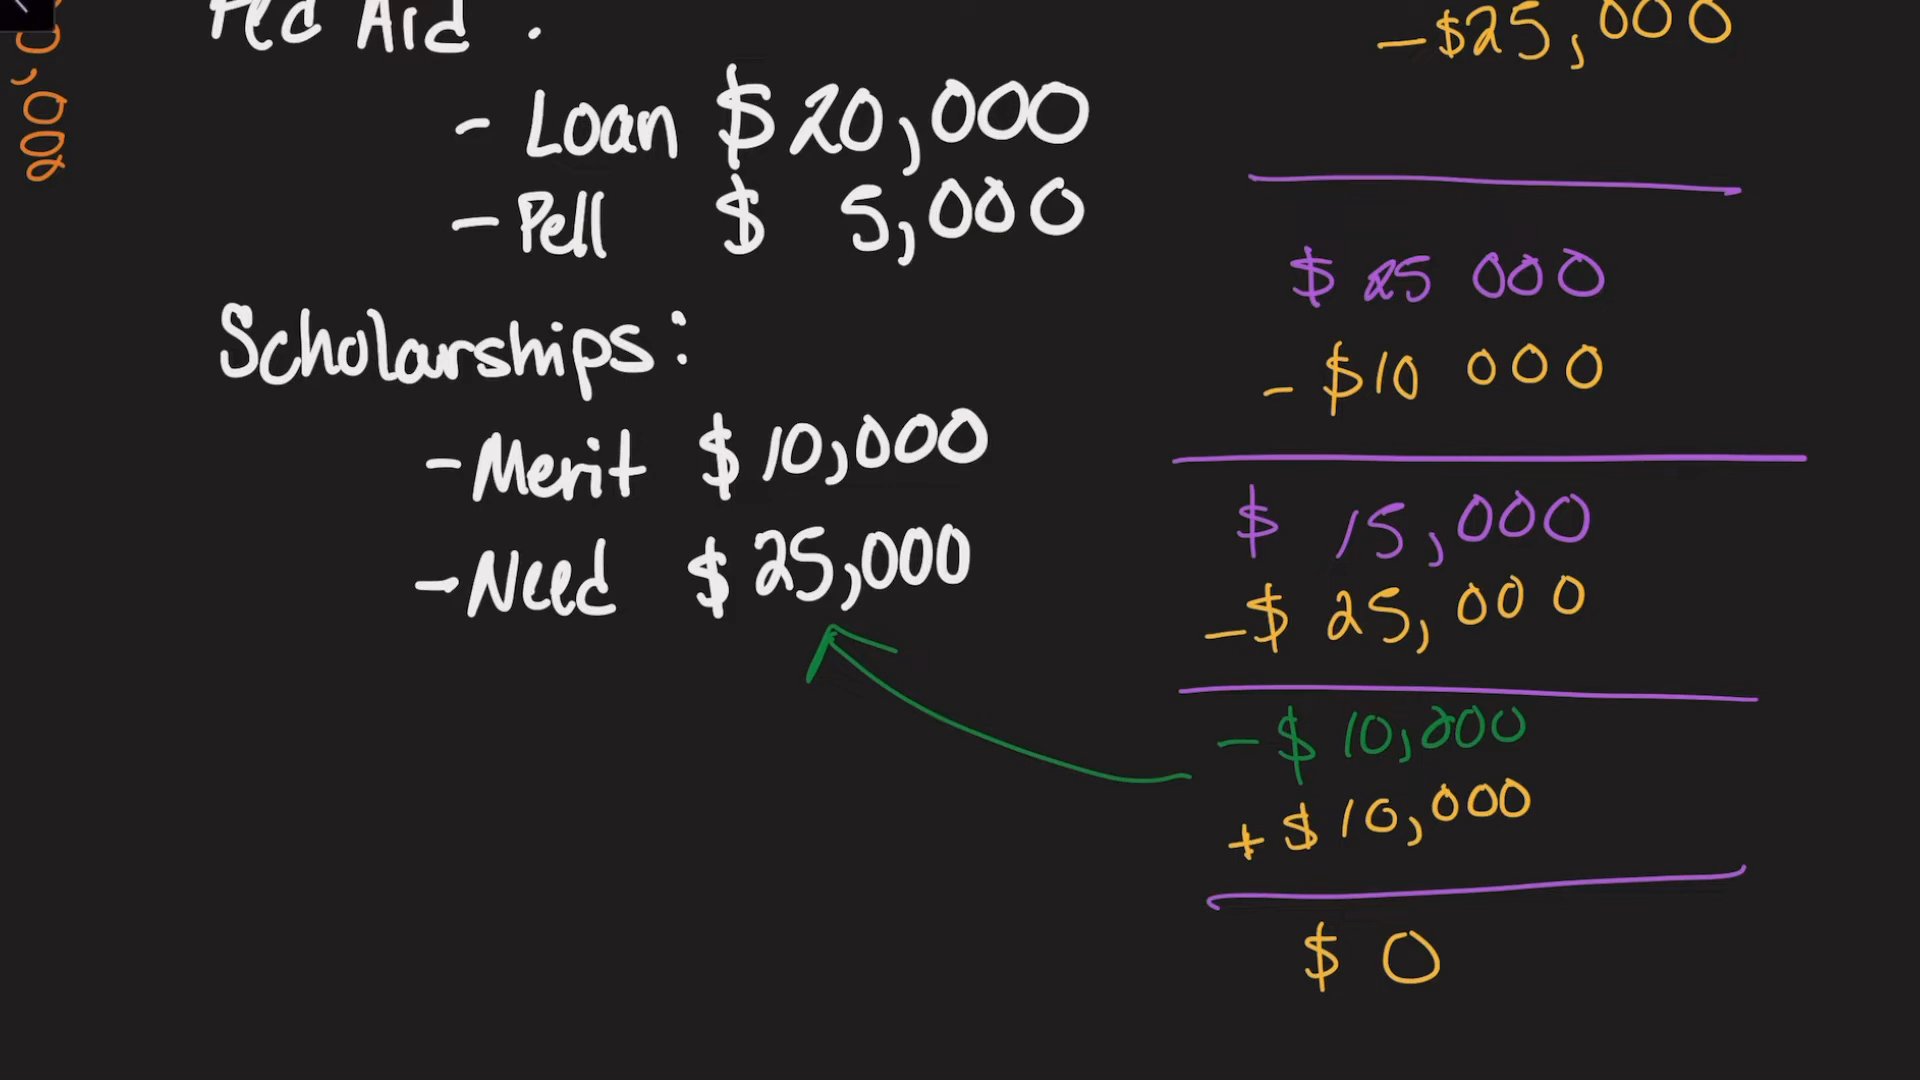 Fed Aid :
- Loan $ 20,000
- Pell $ 5,000
Scholarships:
- Merit $ 10,000
- Need $ 25,000
- $25,000
$ 25 000
- $10 000
$ 15,000
- $ 25,000
- $ 10,000
+ $ 10,000
$ 0